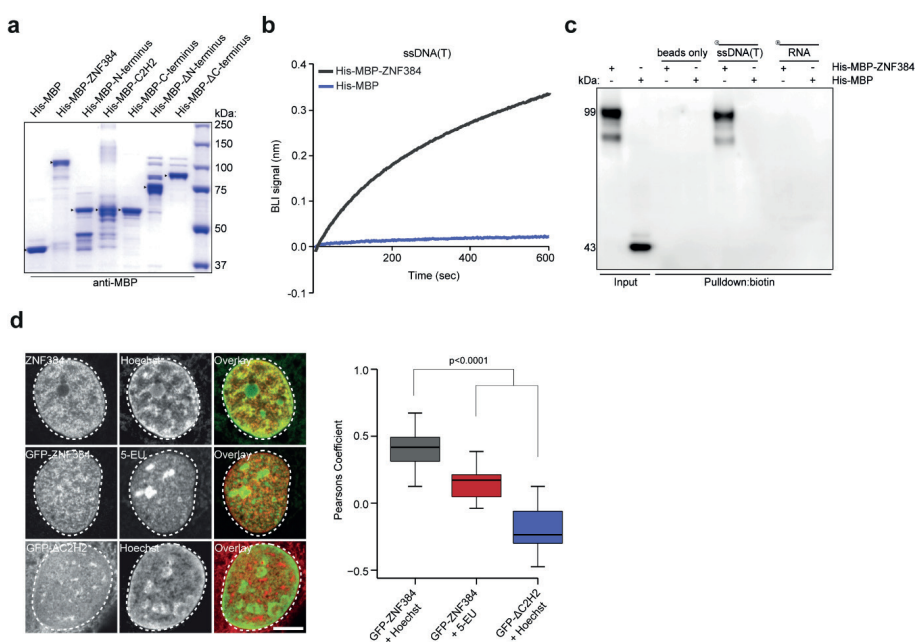 a
His-MBP
His-MBP-ZNF384
His-MBP-N-terminus
His-MBP-C2H2
His-MBP-C-terminus
His-MBP-ΔN-terminus
His-MBP-ΔC-terminus
kDa:
250
150
100
75
50
37
anti-MBP
b
ssDNA(T)
His-MBP-ZNF384
His-MBP
BLI signal (nm)
0.4
0.3
0.2
0.1
0.0
-0.1
200
400
600
Time (sec)
c
beads only
ssDNA(T)
RNA
+ - + - + - + - His-MBP-ZNF384
kDa: - + - + - + - + His-MBP
99
43
Input
Pulldown:biotin
d
ZNF384
Hoechst
Overlay
GFP-ZNF384
5-EU
Overlay
GFP-ΔC2H2
Hoechst
Overlay
p<0.0001
Pearsons Coefficient
1.0
0.5
0.0
−0.5
GFP-ZNF384
+ Hoechst
GFP-ZNF384
+ 5-EU
GFP-ΔC2H2
+ Hoechst